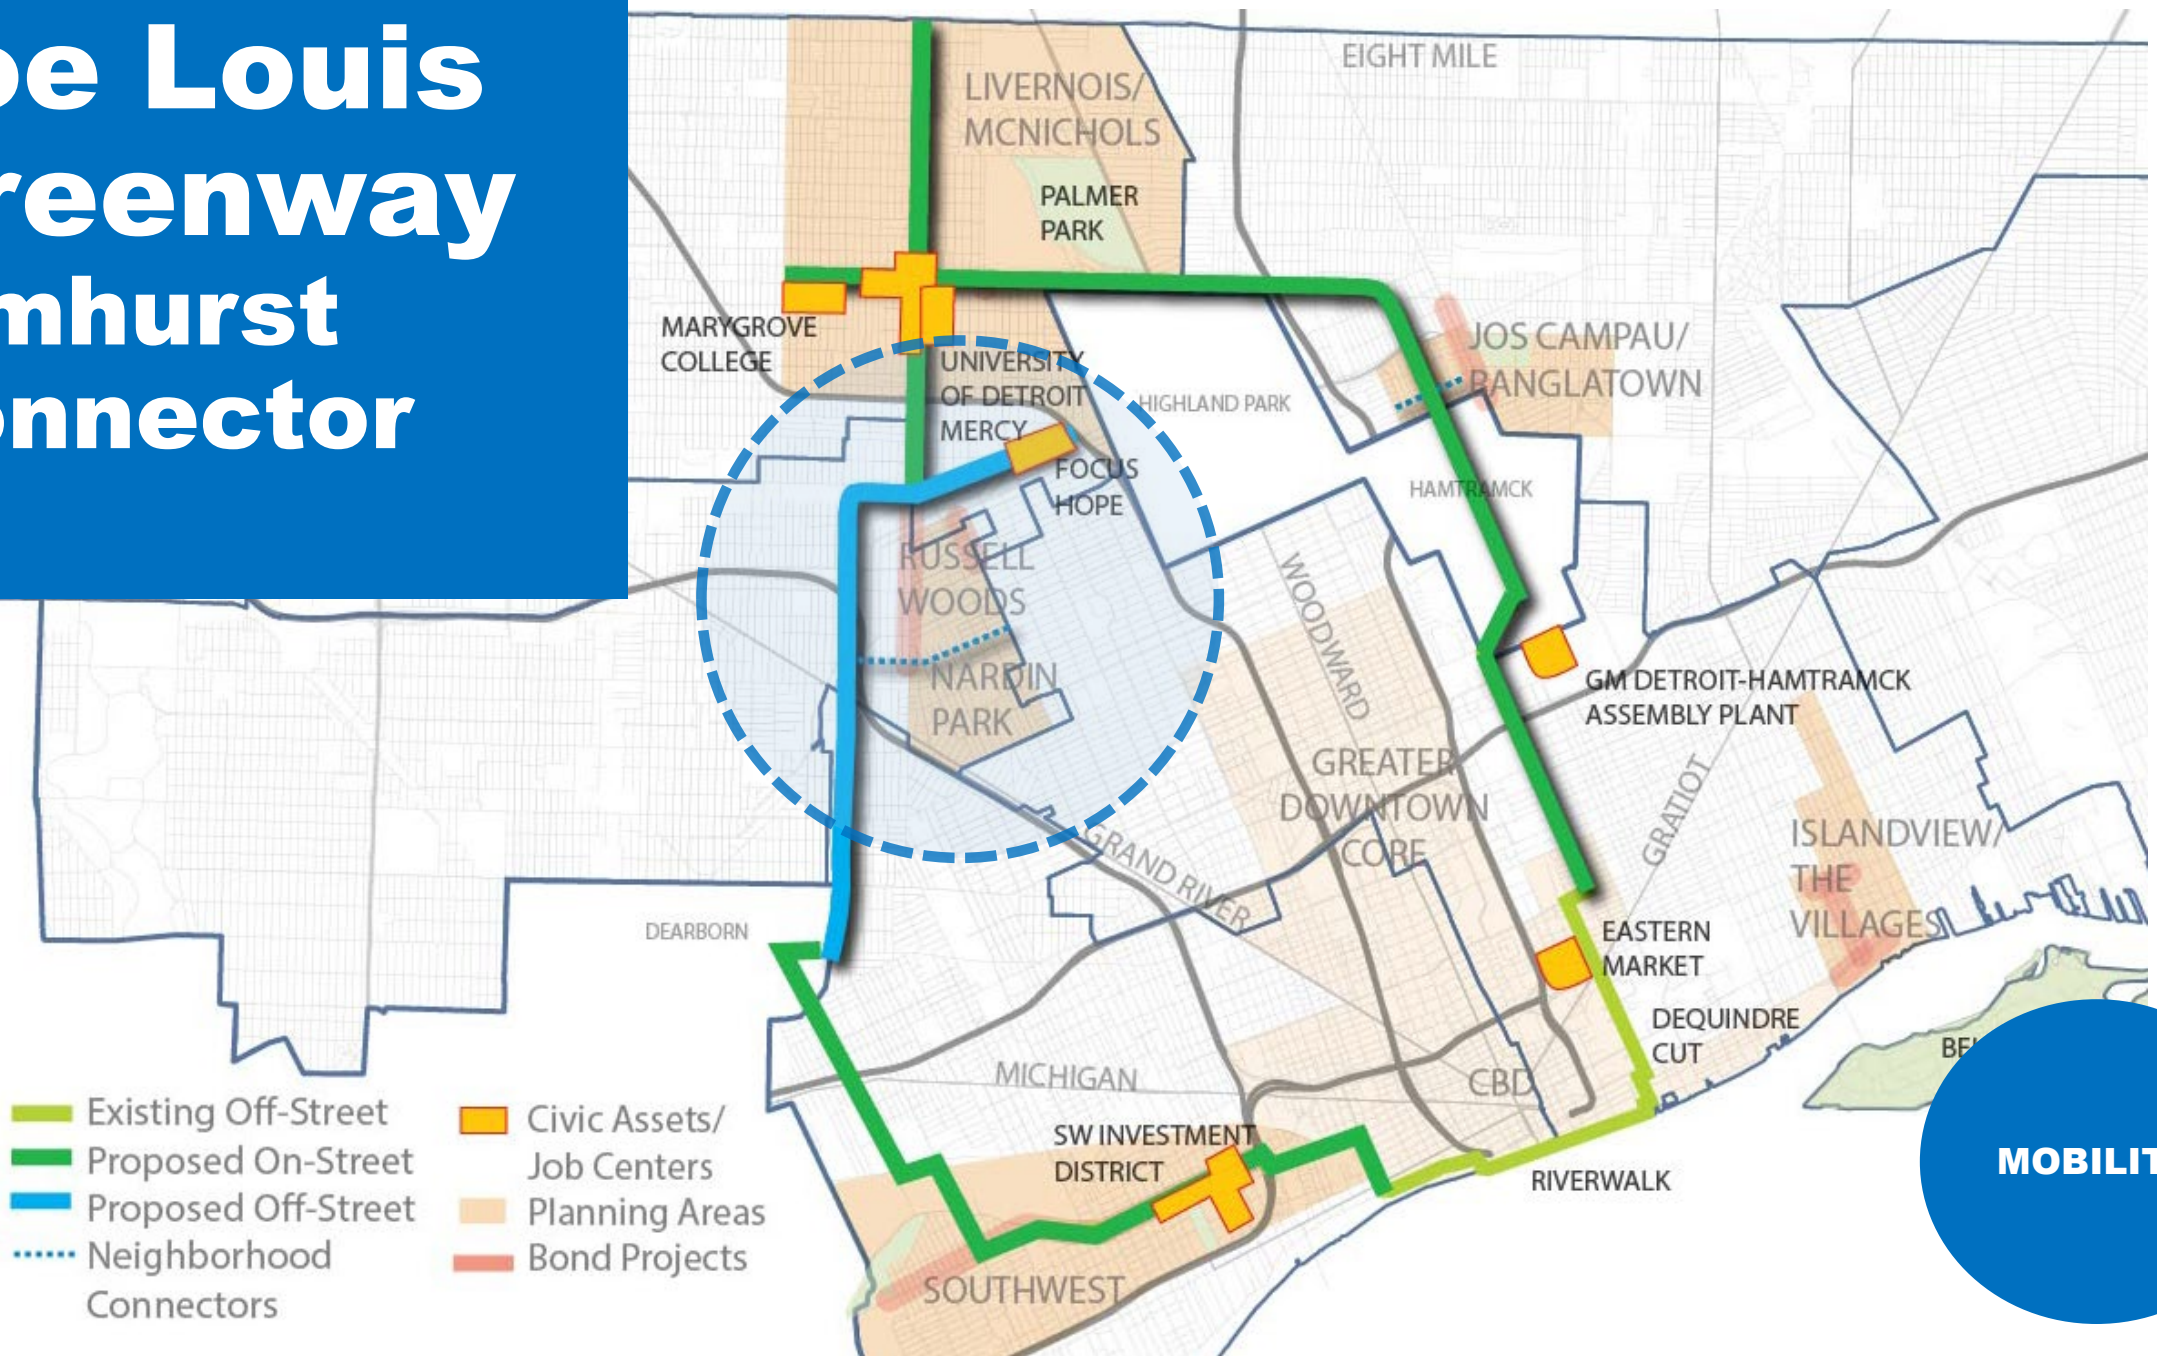 oe Louis
reenway
mhurst
onnector
EIGHT MILE
LIVERNOIS/
MCNICHOLS
PALMER
PARK
MARYGROVE
COLLEGE
UNIVERSITY
OF DETROIT
MERCY
HIGHLAND PARK
JOS CAMPAU/
BANGLATOWN
FOCUS
HOPE
HAMTRAMCK
RUSSELL
WOODS
WOODWARD
NARDIN
PARK
GM DETROIT-HAMTRAMCK
ASSEMBLY PLANT
GREATER
DOWNTOWN
CORE
GRATIOT
ISLANDVIEW/
THE
VILLAGES
GRAND RIVER
DEARBORN
EASTERN
MARKET
DEQUINDRE
CUT
BEL
MICHIGAN
CBD
SW INVESTMENT
DISTRICT
RIVERWALK
SOUTHWEST
MOBILIT
Existing Off-Street
Proposed On-Street
Proposed Off-Street
Neighborhood
Connectors
Civic Assets/
Job Centers
Planning Areas
Bond Projects